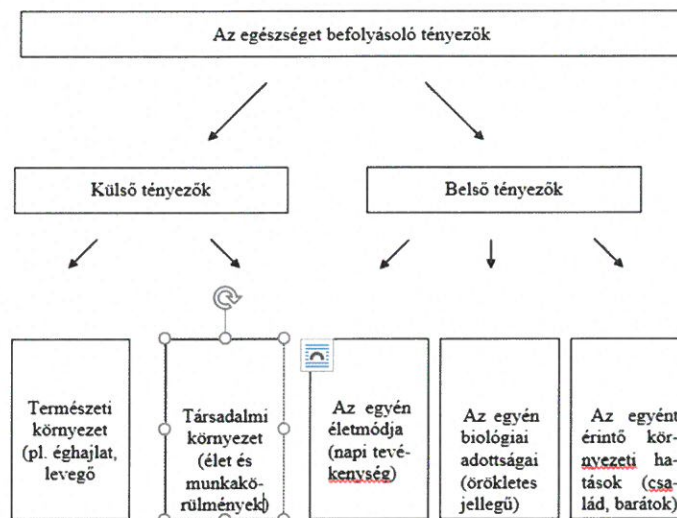 Az egészséget befolyásoló tényezők
Külső tényezők
Belső tényezők
Természeti
környezet
(pl. éghajlat,
levegő
Társadalmi
környezet
(élet és
munkakö-
rülmények)
Az egyén
életmódja
(napi tevé-
kenység)
Az egyén
biológiai
adottságai
(örökletes
jellegű)
Az egyént
érintő kör-
nyezeti ha-
tások (csa-
lád, barátok)